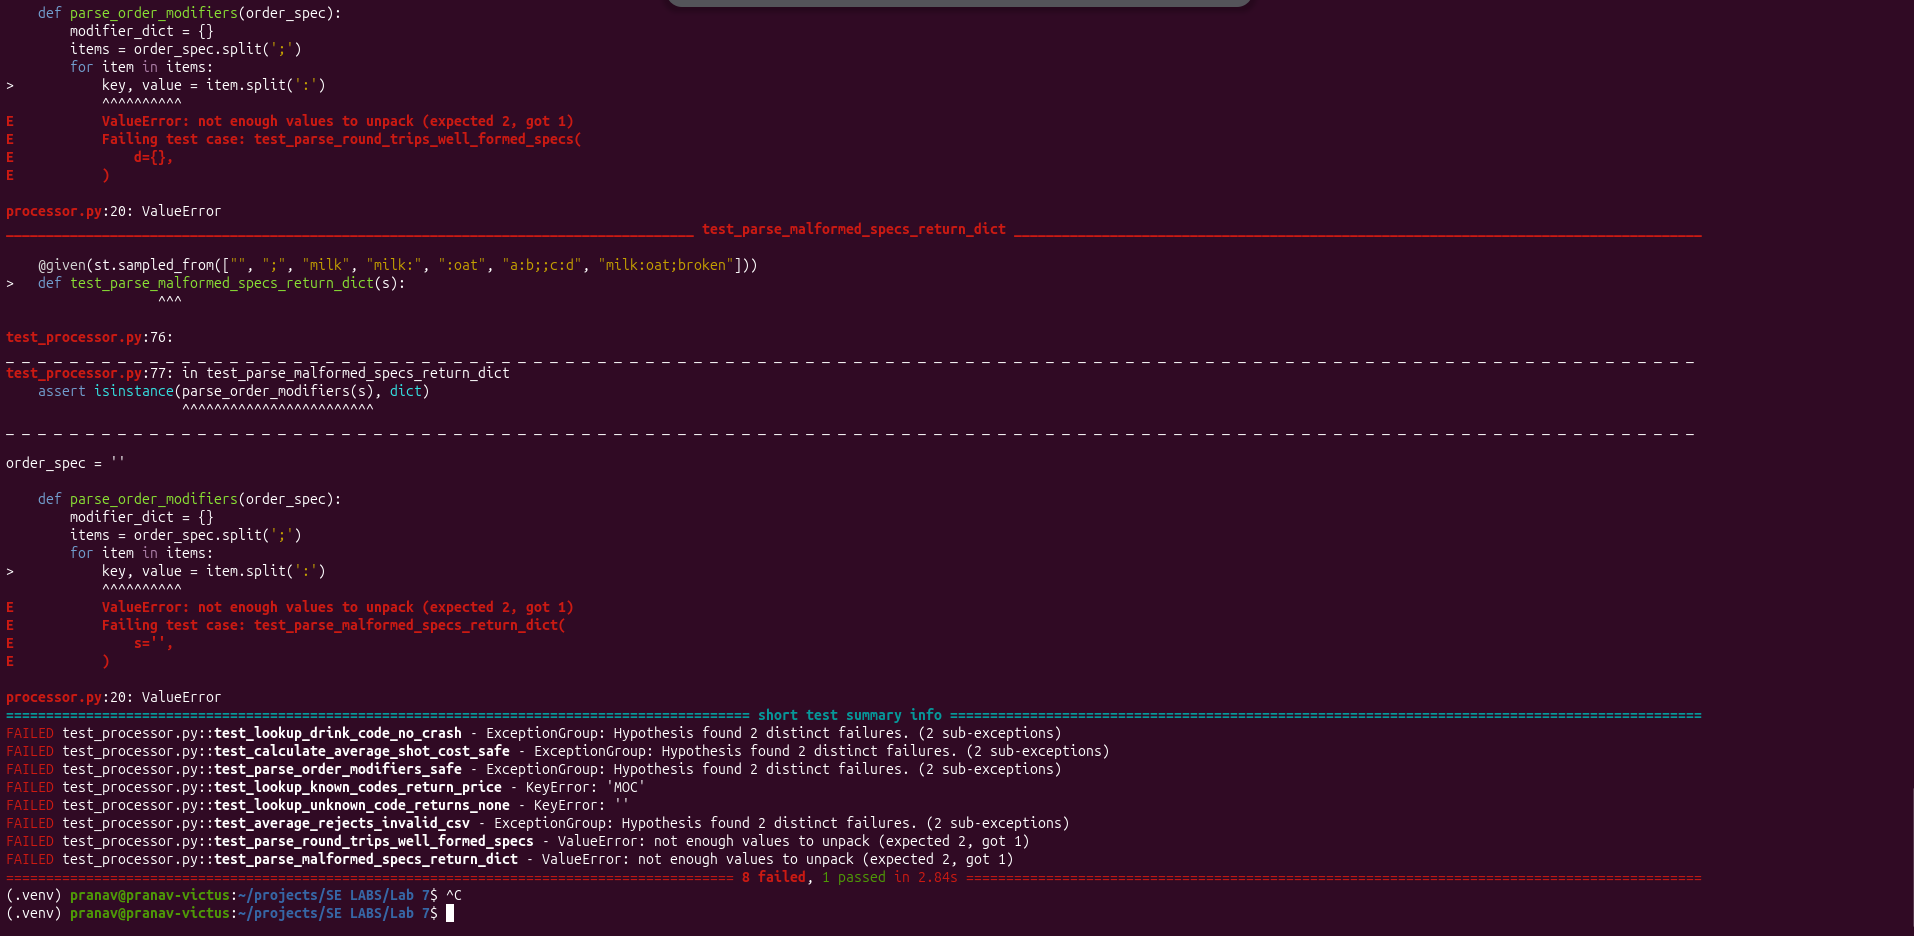 def parse_order_modifiers(order_spec):
        modifier_dict = {}
        items = order_spec.split(';')
        for item in items:
>           key, value = item.split(':')
            ^^^^^^^^^^
E           ValueError: not enough values to unpack (expected 2, got 1)
E           Failing test case: test_parse_round_trips_well_formed_specs(
E               d={},
E           )
processor.py:20: ValueError
test_parse_malformed_specs_return_dict
    @given(st.sampled_from(["", ";", "milk", "milk:", ":oat", "a:b;;c:d", "milk:oat;broken"]))
>   def test_parse_malformed_specs_return_dict(s):
                   ^^^
test_processor.py:76:
test_processor.py:77: in test_parse_malformed_specs_return_dict
    assert isinstance(parse_order_modifiers(s), dict)
                      ^^^^^^^^^^^^^^^^^^^^^^^^
order_spec = ''
    def parse_order_modifiers(order_spec):
        modifier_dict = {}
        items = order_spec.split(';')
        for item in items:
>           key, value = item.split(':')
            ^^^^^^^^^^
E           ValueError: not enough values to unpack (expected 2, got 1)
E           Failing test case: test_parse_malformed_specs_return_dict(
E               s='',
E           )
processor.py:20: ValueError
short test summary info
FAILED test_processor.py::test_lookup_drink_code_no_crash - ExceptionGroup: Hypothesis found 2 distinct failures. (2 sub-exceptions)
FAILED test_processor.py::test_calculate_average_shot_cost_safe - ExceptionGroup: Hypothesis found 2 distinct failures. (2 sub-exceptions)
FAILED test_processor.py::test_parse_order_modifiers_safe - ExceptionGroup: Hypothesis found 2 distinct failures. (2 sub-exceptions)
FAILED test_processor.py::test_lookup_known_codes_return_price - KeyError: 'MOC'
FAILED test_processor.py::test_lookup_unknown_code_returns_none - KeyError: ''
FAILED test_processor.py::test_average_rejects_invalid_csv - ExceptionGroup: Hypothesis found 2 distinct failures. (2 sub-exceptions)
FAILED test_processor.py::test_parse_round_trips_well_formed_specs - ValueError: not enough values to unpack (expected 2, got 1)
FAILED test_processor.py::test_parse_malformed_specs_return_dict - ValueError: not enough values to unpack (expected 2, got 1)
8 failed, 1 passed in 2.84s
(.venv) pranav@pranav-victus:~/projects/SE LABS/Lab 7$ ^C
(.venv) pranav@pranav-victus:~/projects/SE LABS/Lab 7$